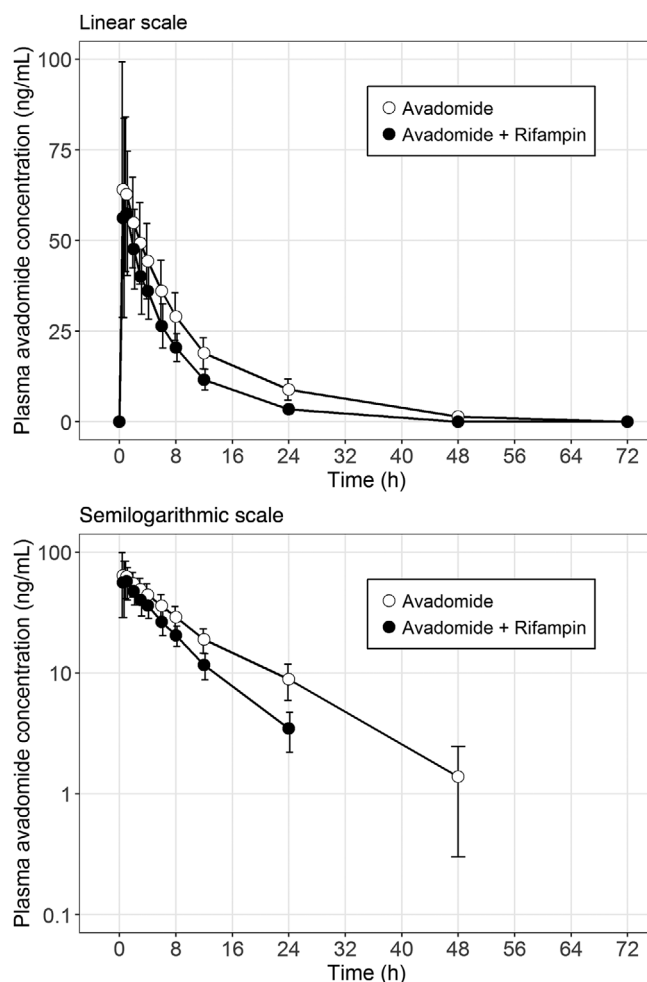 Linear scale
Plasma avadomide concentration (ng/mL)
100
75
50
25
0
Avadomide
Avadomide + Rifampin
0 8 16 24 32 40 48 56 64 72
Time (h)
Semilogarithmic scale
Plasma avadomide concentration (ng/mL)
100
10
1
0.1
Avadomide
Avadomide + Rifampin
0 8 16 24 32 40 48 56 64 72
Time (h)